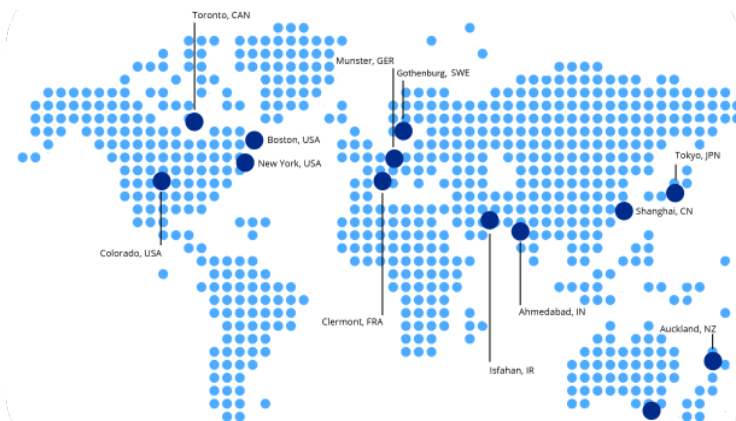 Toronto, CAN
Munster, GER
Gothenburg, SWE
Boston, USA
New York, USA
Tokyo, JPN
Shanghai, CN
Colorado, USA
Ahmedabad, IN
Clermont, FRA
Auckland, NZ
Isfahan, IR